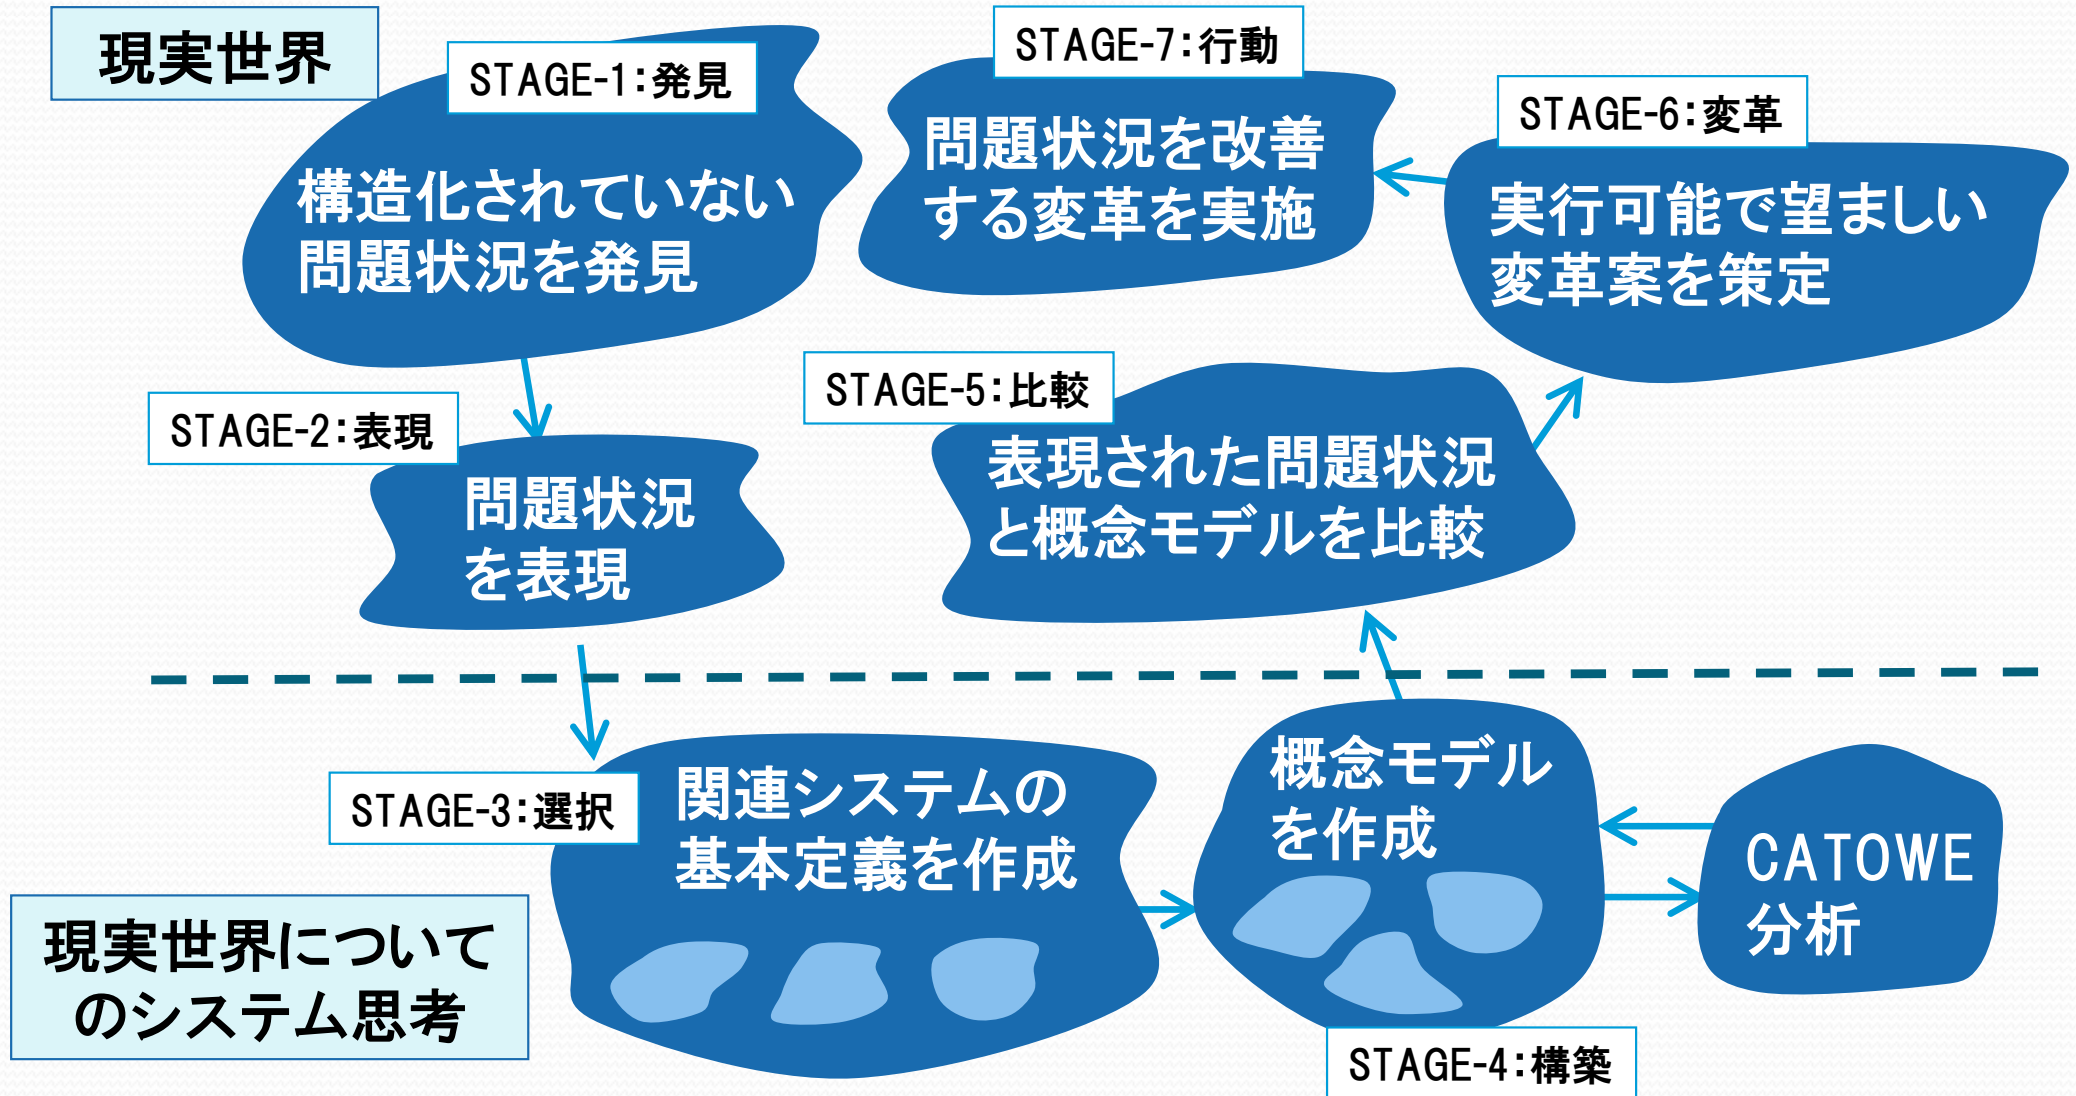 現実世界
STAGE-1:発見
構造化されていない
問題状況を発見
STAGE-7:行動
問題状況を改善
する変革を実施
STAGE-6:変革
実行可能で望ましい
変革案を策定
STAGE-2:表現
問題状況
を表現
STAGE-5:比較
表現された問題状況
と概念モデルを比較
STAGE-3:選択
関連システムの
基本定義を作成
概念モデル
を作成
CATOWE
分析
現実世界について
のシステム思考
STAGE-4:構築